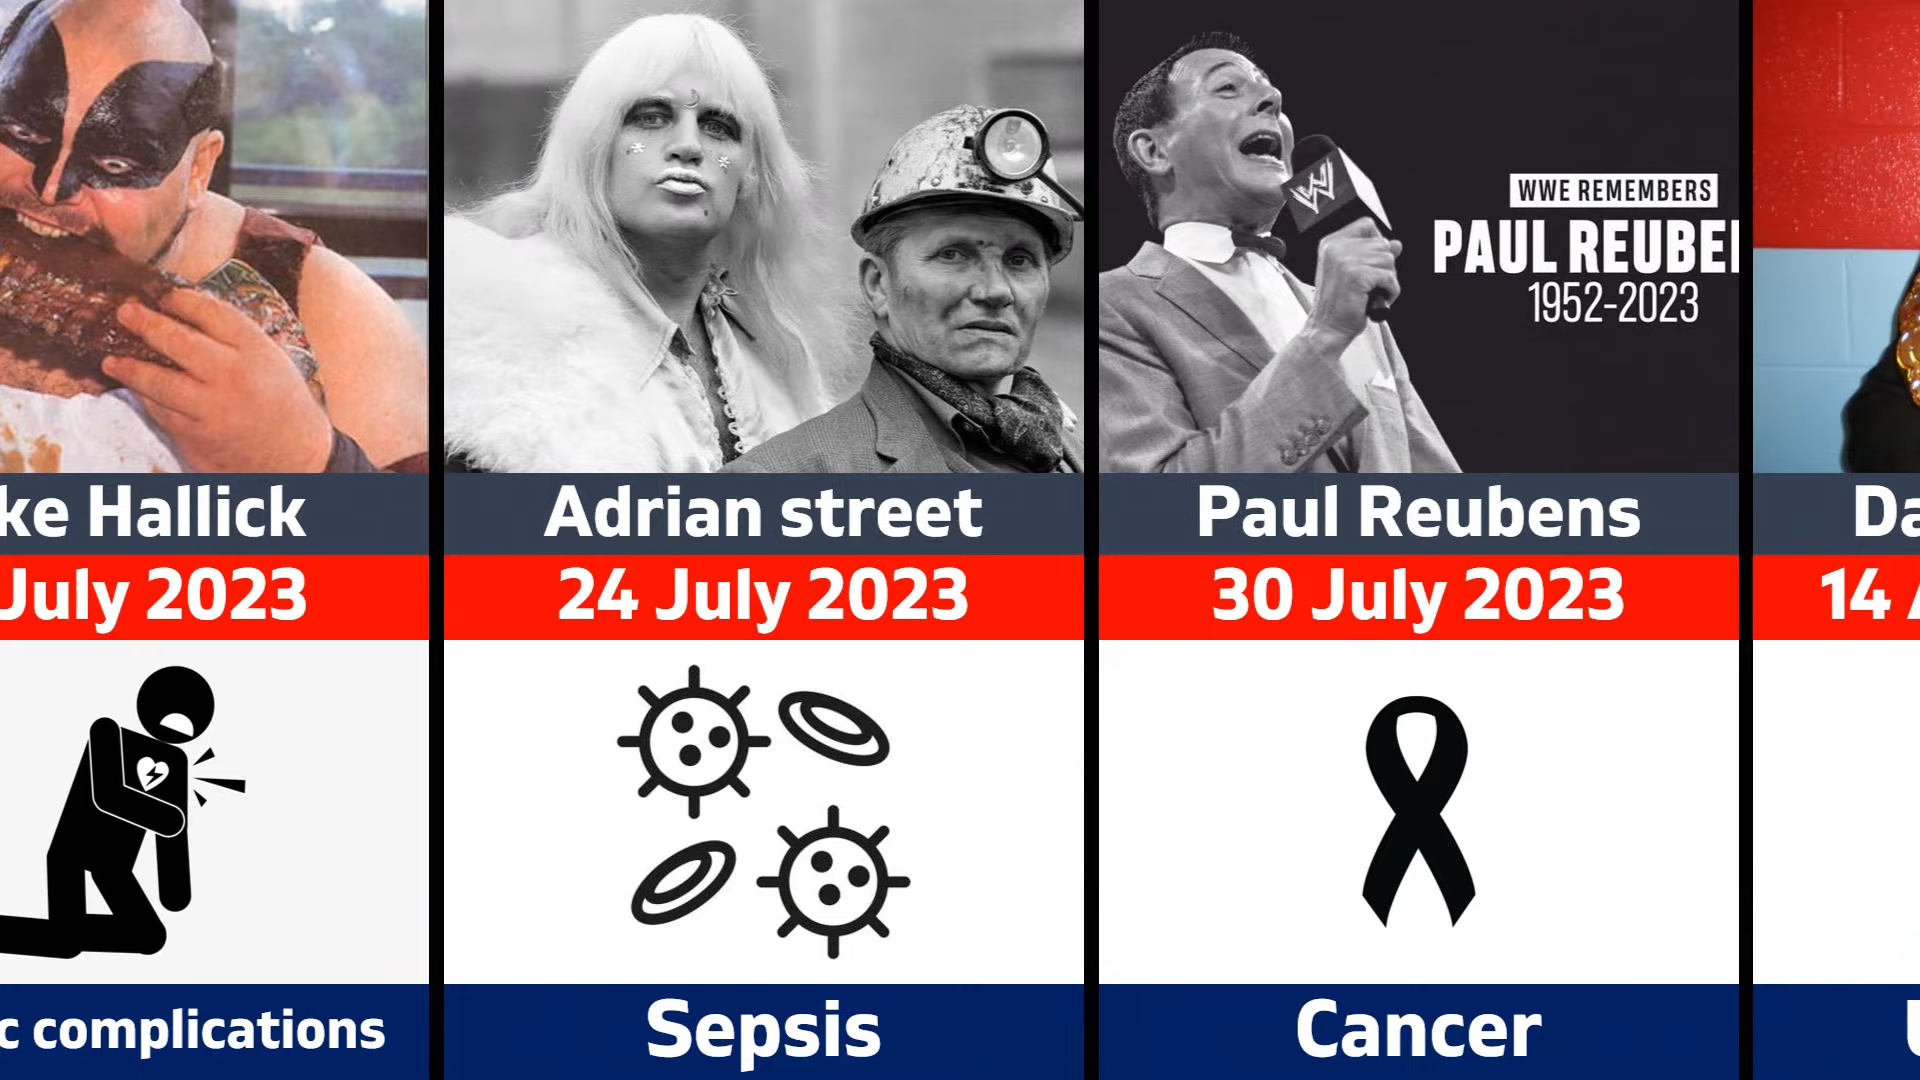 WWE REMEMBERS
PAUL REUBE
1952-2023
ke Hallick
July 2023
c complications
Adrian street
24 July 2023
Sepsis
Paul Reubens
30 July 2023
Cancer
Da
14